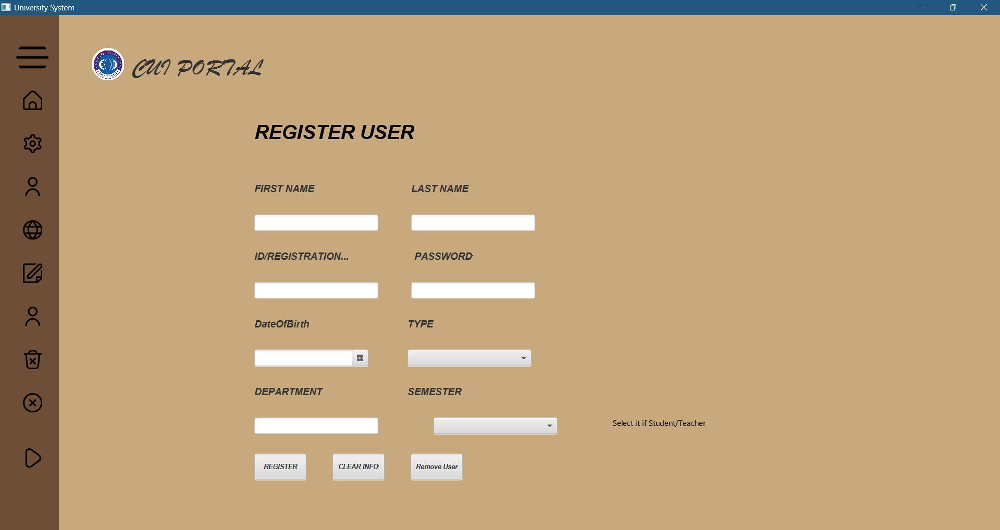 University System
CUI PORTAL
REGISTER USER
FIRST NAME
LAST NAME
ID/REGISTRATION...
PASSWORD
DateOfBirth
TYPE
DEPARTMENT
SEMESTER
Select it if Student/Teacher
REGISTER
CLEAR INFO
Remove User